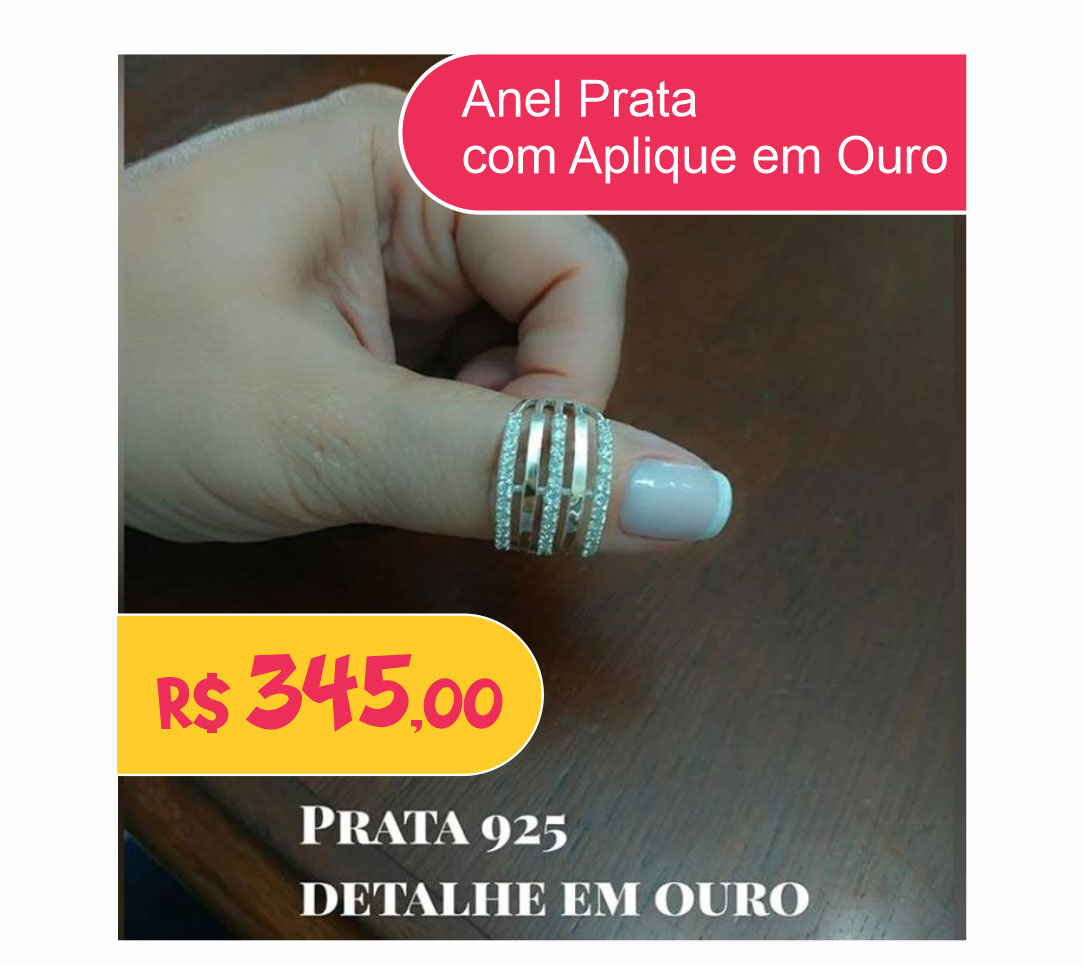 Anel Prata
com Aplique em Ouro
R$ 345,00
Prata 925
detalhe em ouro